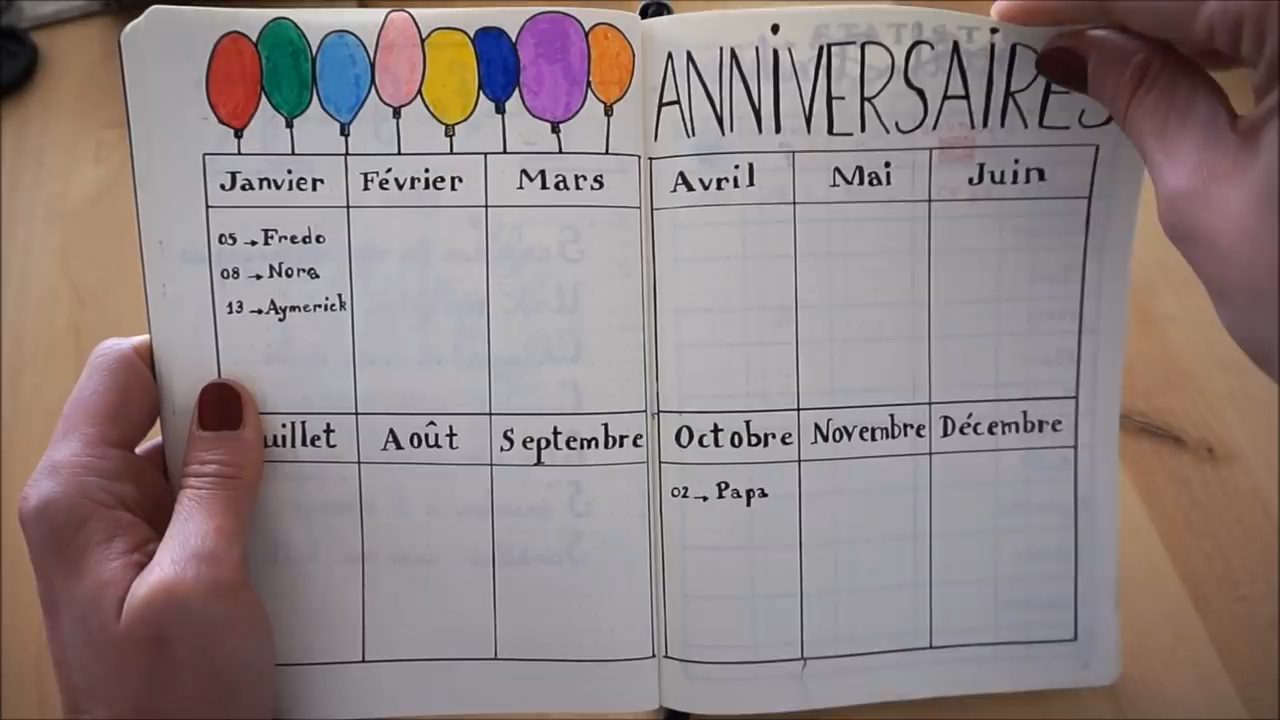 ANNIVERSAIRES
Janvier Février Mars Avril Mai Juin
05 → Fredo
08 → Nora
13 → Aymerick
uillet Août Septembre Octobre Novembre Décembre
02 → Papa